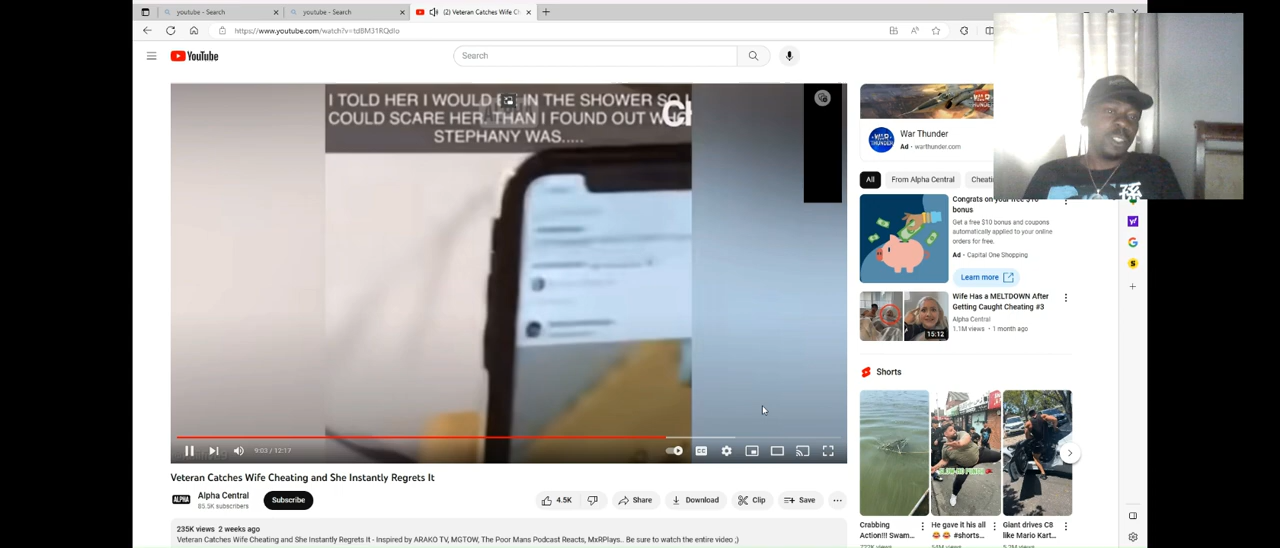 youtube - Search
youtube - Search
(2) Veteran Catches Wife Ch
https://www.youtube.com/watch?v=td8M31RQdIo
YouTube
Search
I TOLD HER I WOULD IN THE SHOWER SO I
COULD SCARE HER THAN I FOUND OUT WHO
STEPHANY WAS.....
9:03 / 12:17
CC
Veteran Catches Wife Cheating and She Instantly Regrets It
ALPHA
Alpha Central
85.5K subscribers
Subscribe
4.5K
Share
Download
Clip
Save
235K views 2 weeks ago
Veteran Catches Wife Cheating and She Instantly Regrets It - Inspired by ARAKO TV, MGTOW, The Poor Mans Podcast Reacts, MxRPlays.. Be sure to watch the entire video ;)
War Thunder
Ad · warthunder.com
All
From Alpha Central
Cheati
Congrats on your free $10
bonus
Get a free $10 bonus and coupons
automatically applied to your online
orders for free.
Ad · Capital One Shopping
Learn more
Wife Has a MELTDOWN After
Getting Caught Cheating #3
Alpha Central
1.1M views · 1 month ago
15:12
Shorts
Crabbing
Action!!! Swam...
He gave it his all
#shorts...
Giant drives C8
like Mario Kart...
孫